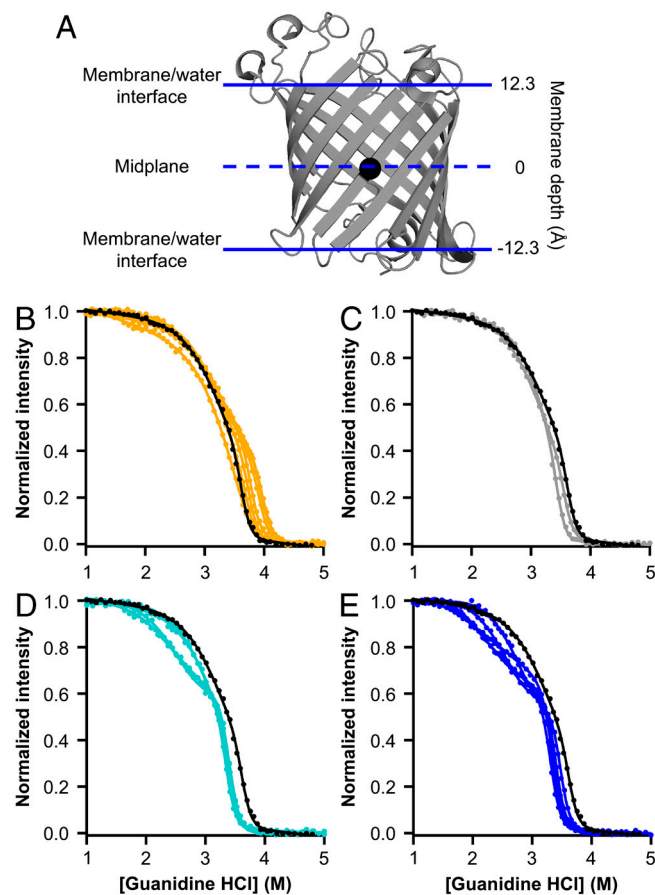 A
Membrane/water
interface
12.3
Midplane
0
Membrane depth (Å)
Membrane/water
interface
-12.3
B
C
1.0
0.8
0.6
0.4
0.2
0.0
Normalized intensity
1 2 3 4 5
1.0
0.8
0.6
0.4
0.2
0.0
Normalized intensity
1 2 3 4 5
D
E
1.0
0.8
0.6
0.4
0.2
0.0
Normalized intensity
1 2 3 4 5
[Guanidine HCl] (M)
1.0
0.8
0.6
0.4
0.2
0.0
Normalized intensity
1 2 3 4 5
[Guanidine HCl] (M)